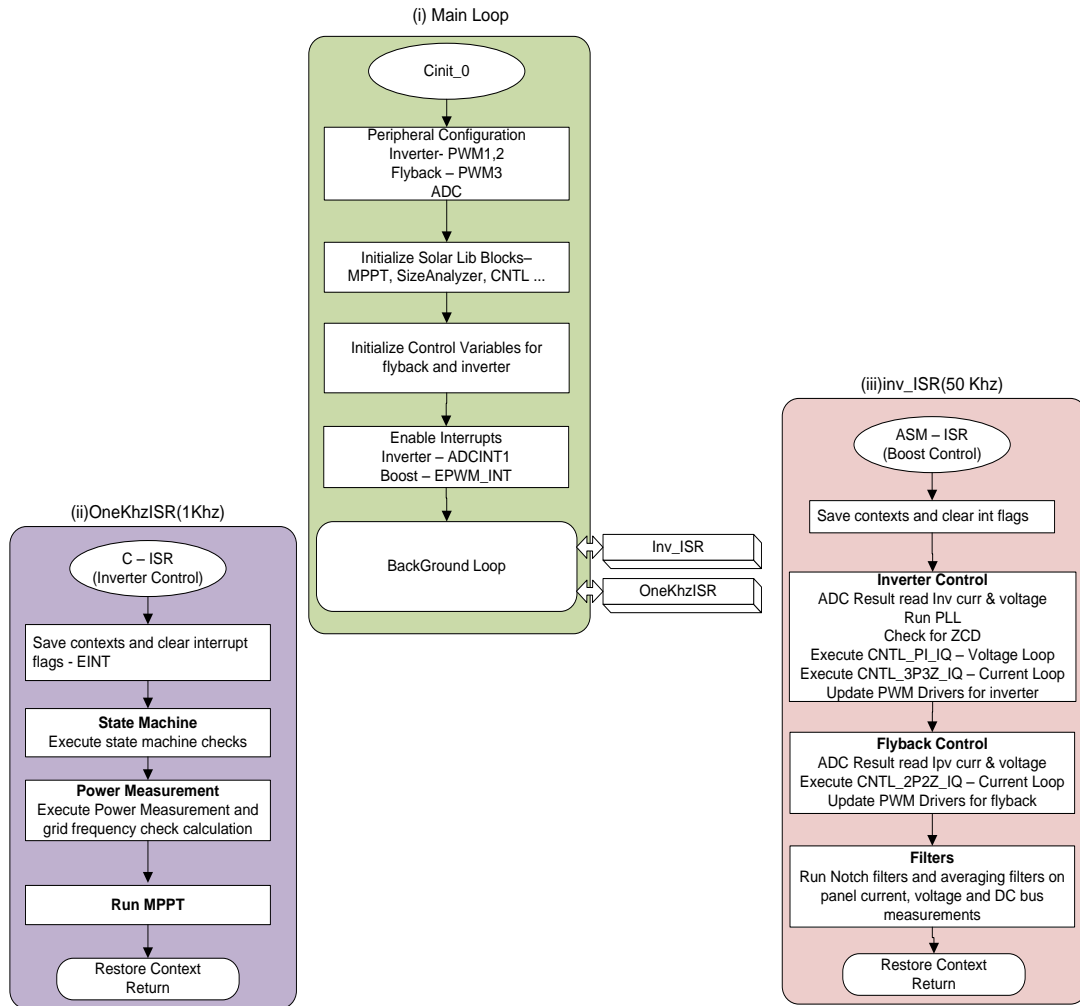 (i) Main Loop
Cinit_0
Peripheral Configuration
Inverter- PWM1,2
Flyback – PWM3
ADC
Initialize Solar Lib Blocks–
MPPT, SizeAnalyzer, CNTL ...
Initialize Control Variables for
flyback and inverter
Enable Interrupts
Inverter – ADCINT1
Boost – EPWM_INT
BackGround Loop
Inv_ISR
OneKhzISR
(ii)OneKhzISR(1Khz)
C – ISR
(Inverter Control)
Save contexts and clear interrupt
flags - EINT
State Machine
Execute state machine checks
Power Measurement
Execute Power Measurement and
grid frequency check calculation
Run MPPT
Restore Context
Return
(iii)inv_ISR(50 Khz)
ASM – ISR
(Boost Control)
Save contexts and clear int flags
Inverter Control
ADC Result read Inv curr & voltage
Run PLL
Check for ZCD
Execute CNTL_PI_IQ – Voltage Loop
Execute CNTL_3P3Z_IQ – Current Loop
Update PWM Drivers for inverter
Flyback Control
ADC Result read Ipv curr & voltage
Execute CNTL_2P2Z_IQ – Current Loop
Update PWM Drivers for flyback
Filters
Run Notch filters and averaging filters on
panel current, voltage and DC bus
measurements
Restore Context
Return